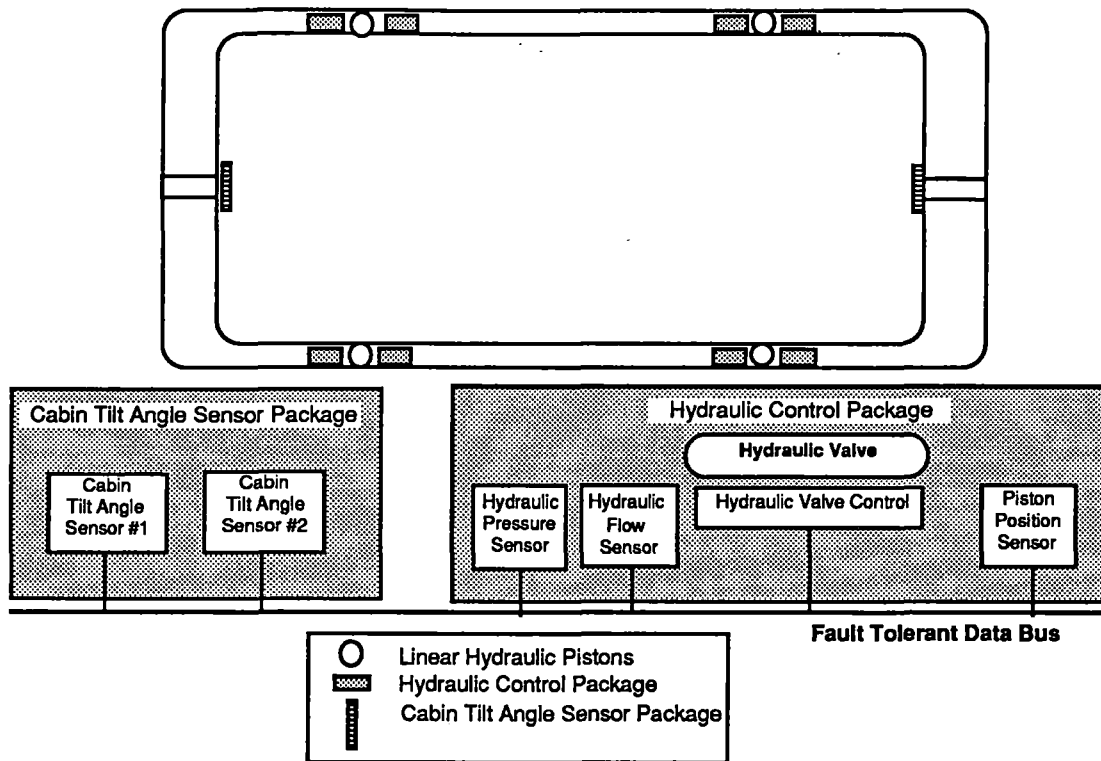 Cabin Tilt Angle Sensor Package
Cabin
Tilt Angle
Sensor #1
Cabin
Tilt Angle
Sensor #2
Hydraulic Control Package
Hydraulic Valve
Hydraulic
Pressure
Sensor
Hydraulic
Flow
Sensor
Hydraulic Valve Control
Piston
Position
Sensor
Fault Tolerant Data Bus
Linear Hydraulic Pistons
Hydraulic Control Package
Cabin Tilt Angle Sensor Package